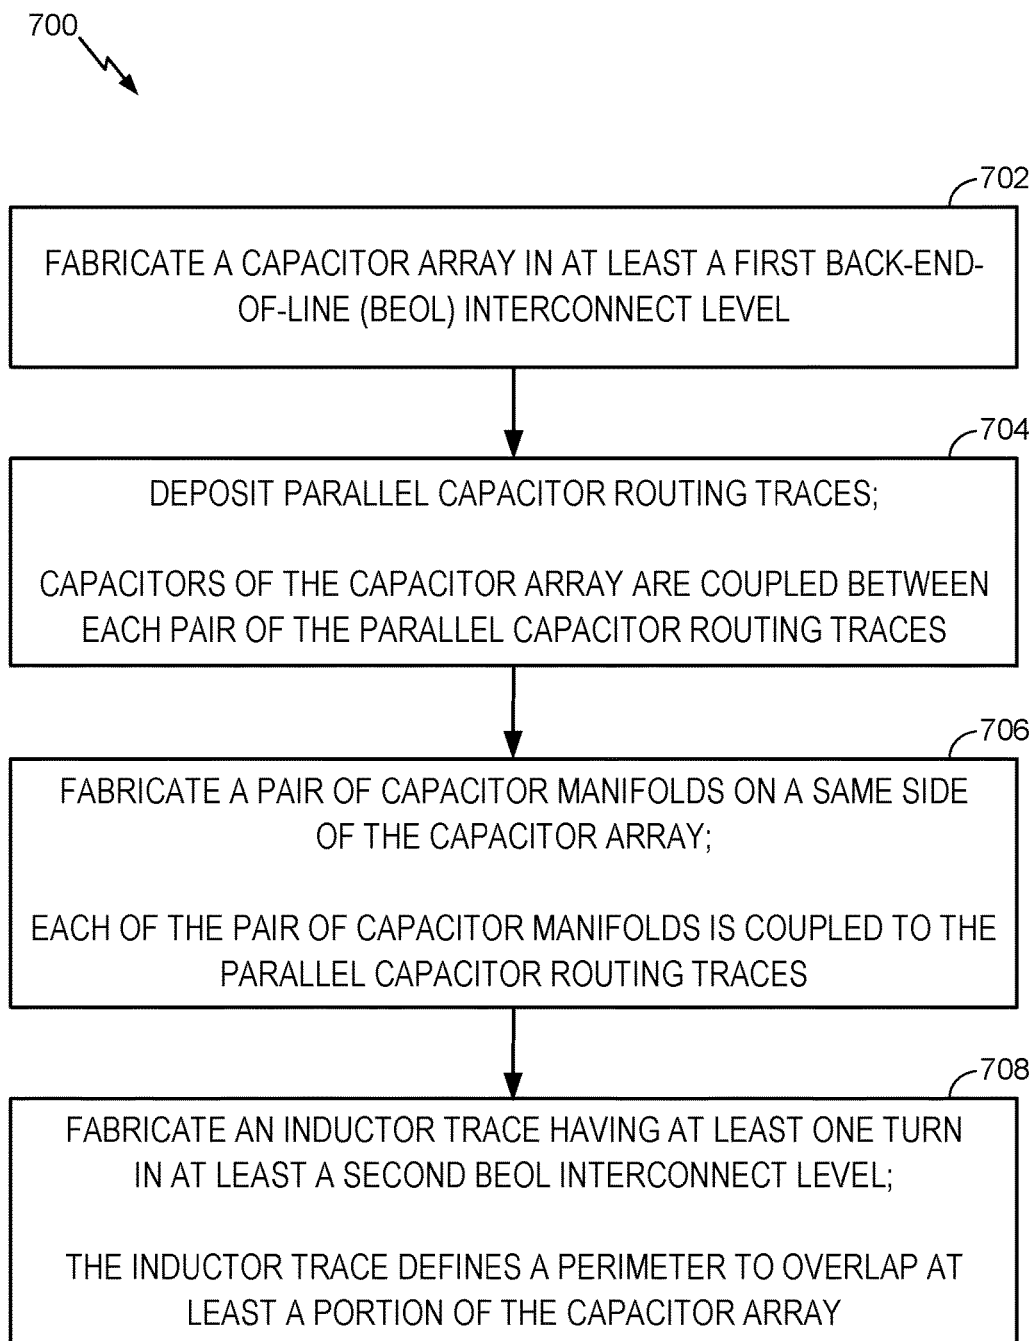 700
702
FABRICATE A CAPACITOR ARRAY IN AT LEAST A FIRST BACK-END-
OF-LINE (BEOL) INTERCONNECT LEVEL
704
DEPOSIT PARALLEL CAPACITOR ROUTING TRACES;
CAPACITORS OF THE CAPACITOR ARRAY ARE COUPLED BETWEEN
EACH PAIR OF THE PARALLEL CAPACITOR ROUTING TRACES
706
FABRICATE A PAIR OF CAPACITOR MANIFOLDS ON A SAME SIDE
OF THE CAPACITOR ARRAY;
EACH OF THE PAIR OF CAPACITOR MANIFOLDS IS COUPLED TO THE
PARALLEL CAPACITOR ROUTING TRACES
708
FABRICATE AN INDUCTOR TRACE HAVING AT LEAST ONE TURN
IN AT LEAST A SECOND BEOL INTERCONNECT LEVEL;
THE INDUCTOR TRACE DEFINES A PERIMETER TO OVERLAP AT
LEAST A PORTION OF THE CAPACITOR ARRAY